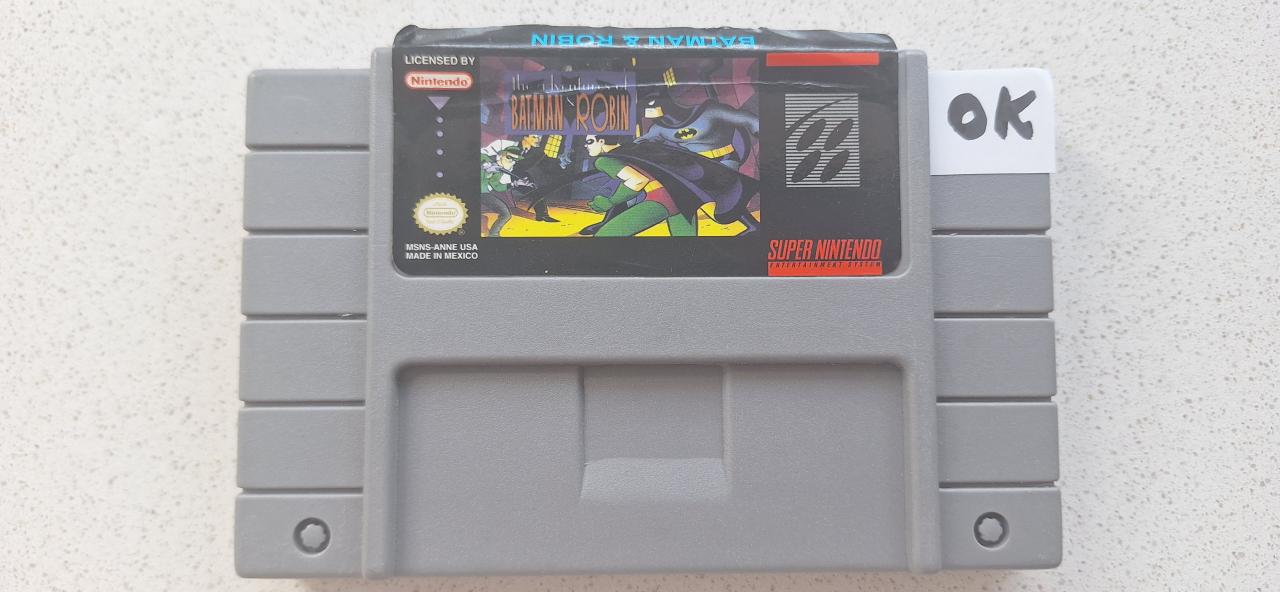 BATMAN & ROBIN
LICENSED BY
Nintendo
the Adventures of
BATMAN ROBIN
OK
Nintendo
MSNS-ANNE USA
MADE IN MEXICO
SUPER NINTENDO
ENTERTAINMENT SYSTEM